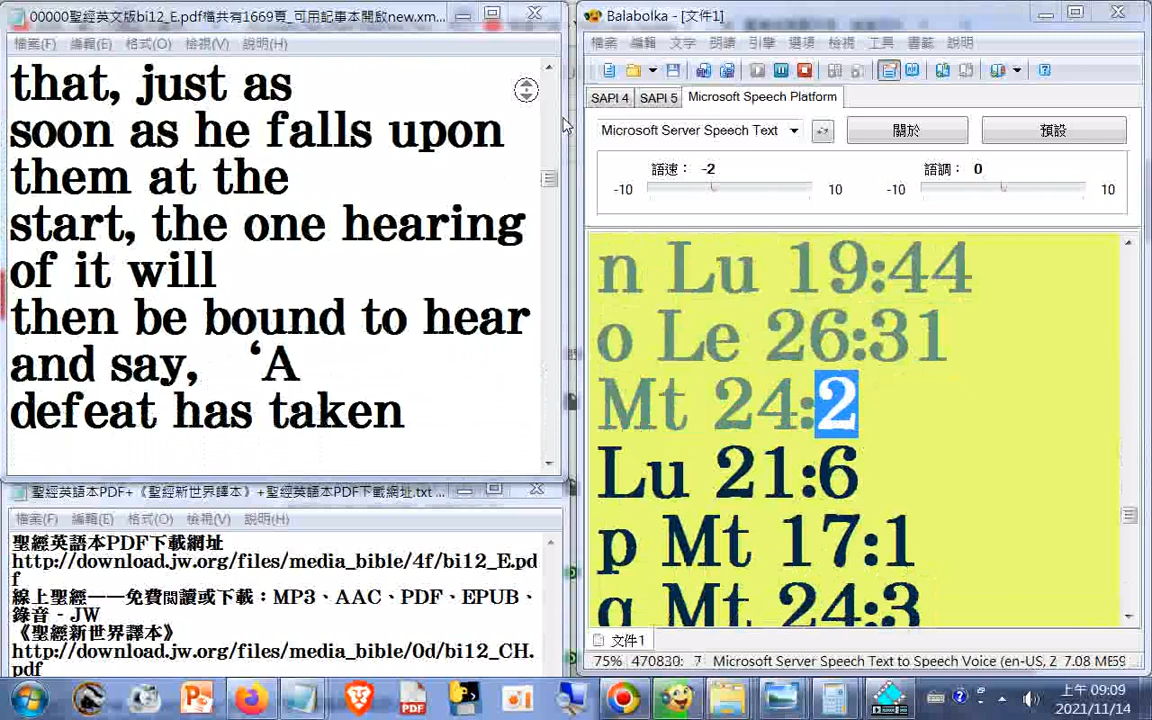 00000聖經英文版bi12_E.pdf檔共有1669頁_可用記事本開啟new.xm...
檔案(F) 編輯(E) 格式(O) 檢視(V) 說明(H)
that, just as
soon as he falls upon
them at the
start, the one hearing
of it will
then be bound to hear
and say, ‘A
defeat has taken
聖經英語本PDF+《聖經新世界譯本》+聖經英語本PDF下載網址.txt ...
檔案(F) 編輯(E) 格式(O) 檢視(V) 說明(H)
聖經英語本PDF下載網址
http://download.jw.org/files/media_bible/4f/bi12_E.pd
f
線上聖經──免費閱讀或下載：MP3、AAC、PDF、EPUB、
錄音 - JW
《聖經新世界譯本》
http://download.jw.org/files/media_bible/0d/bi12_CH.
pdf
Balabolka - [文件1]
檔案 編輯 文字 朗讀 引擎 選項 檢視 工具 書籤 說明
SAPI 4 SAPI 5 Microsoft Speech Platform
Microsoft Server Speech Text 關於 預設
語速： -2 語調： 0
-10 10 -10 10
n Lu 19:44
o Le 26:31
Mt 24:2
Lu 21:6
p Mt 17:1
q Mt 24:3
文件1
75% 470830: 7 Microsoft Server Speech Text to Speech Voice (en-US, Z 7.08 ME59
上午 09:09
2021/11/14